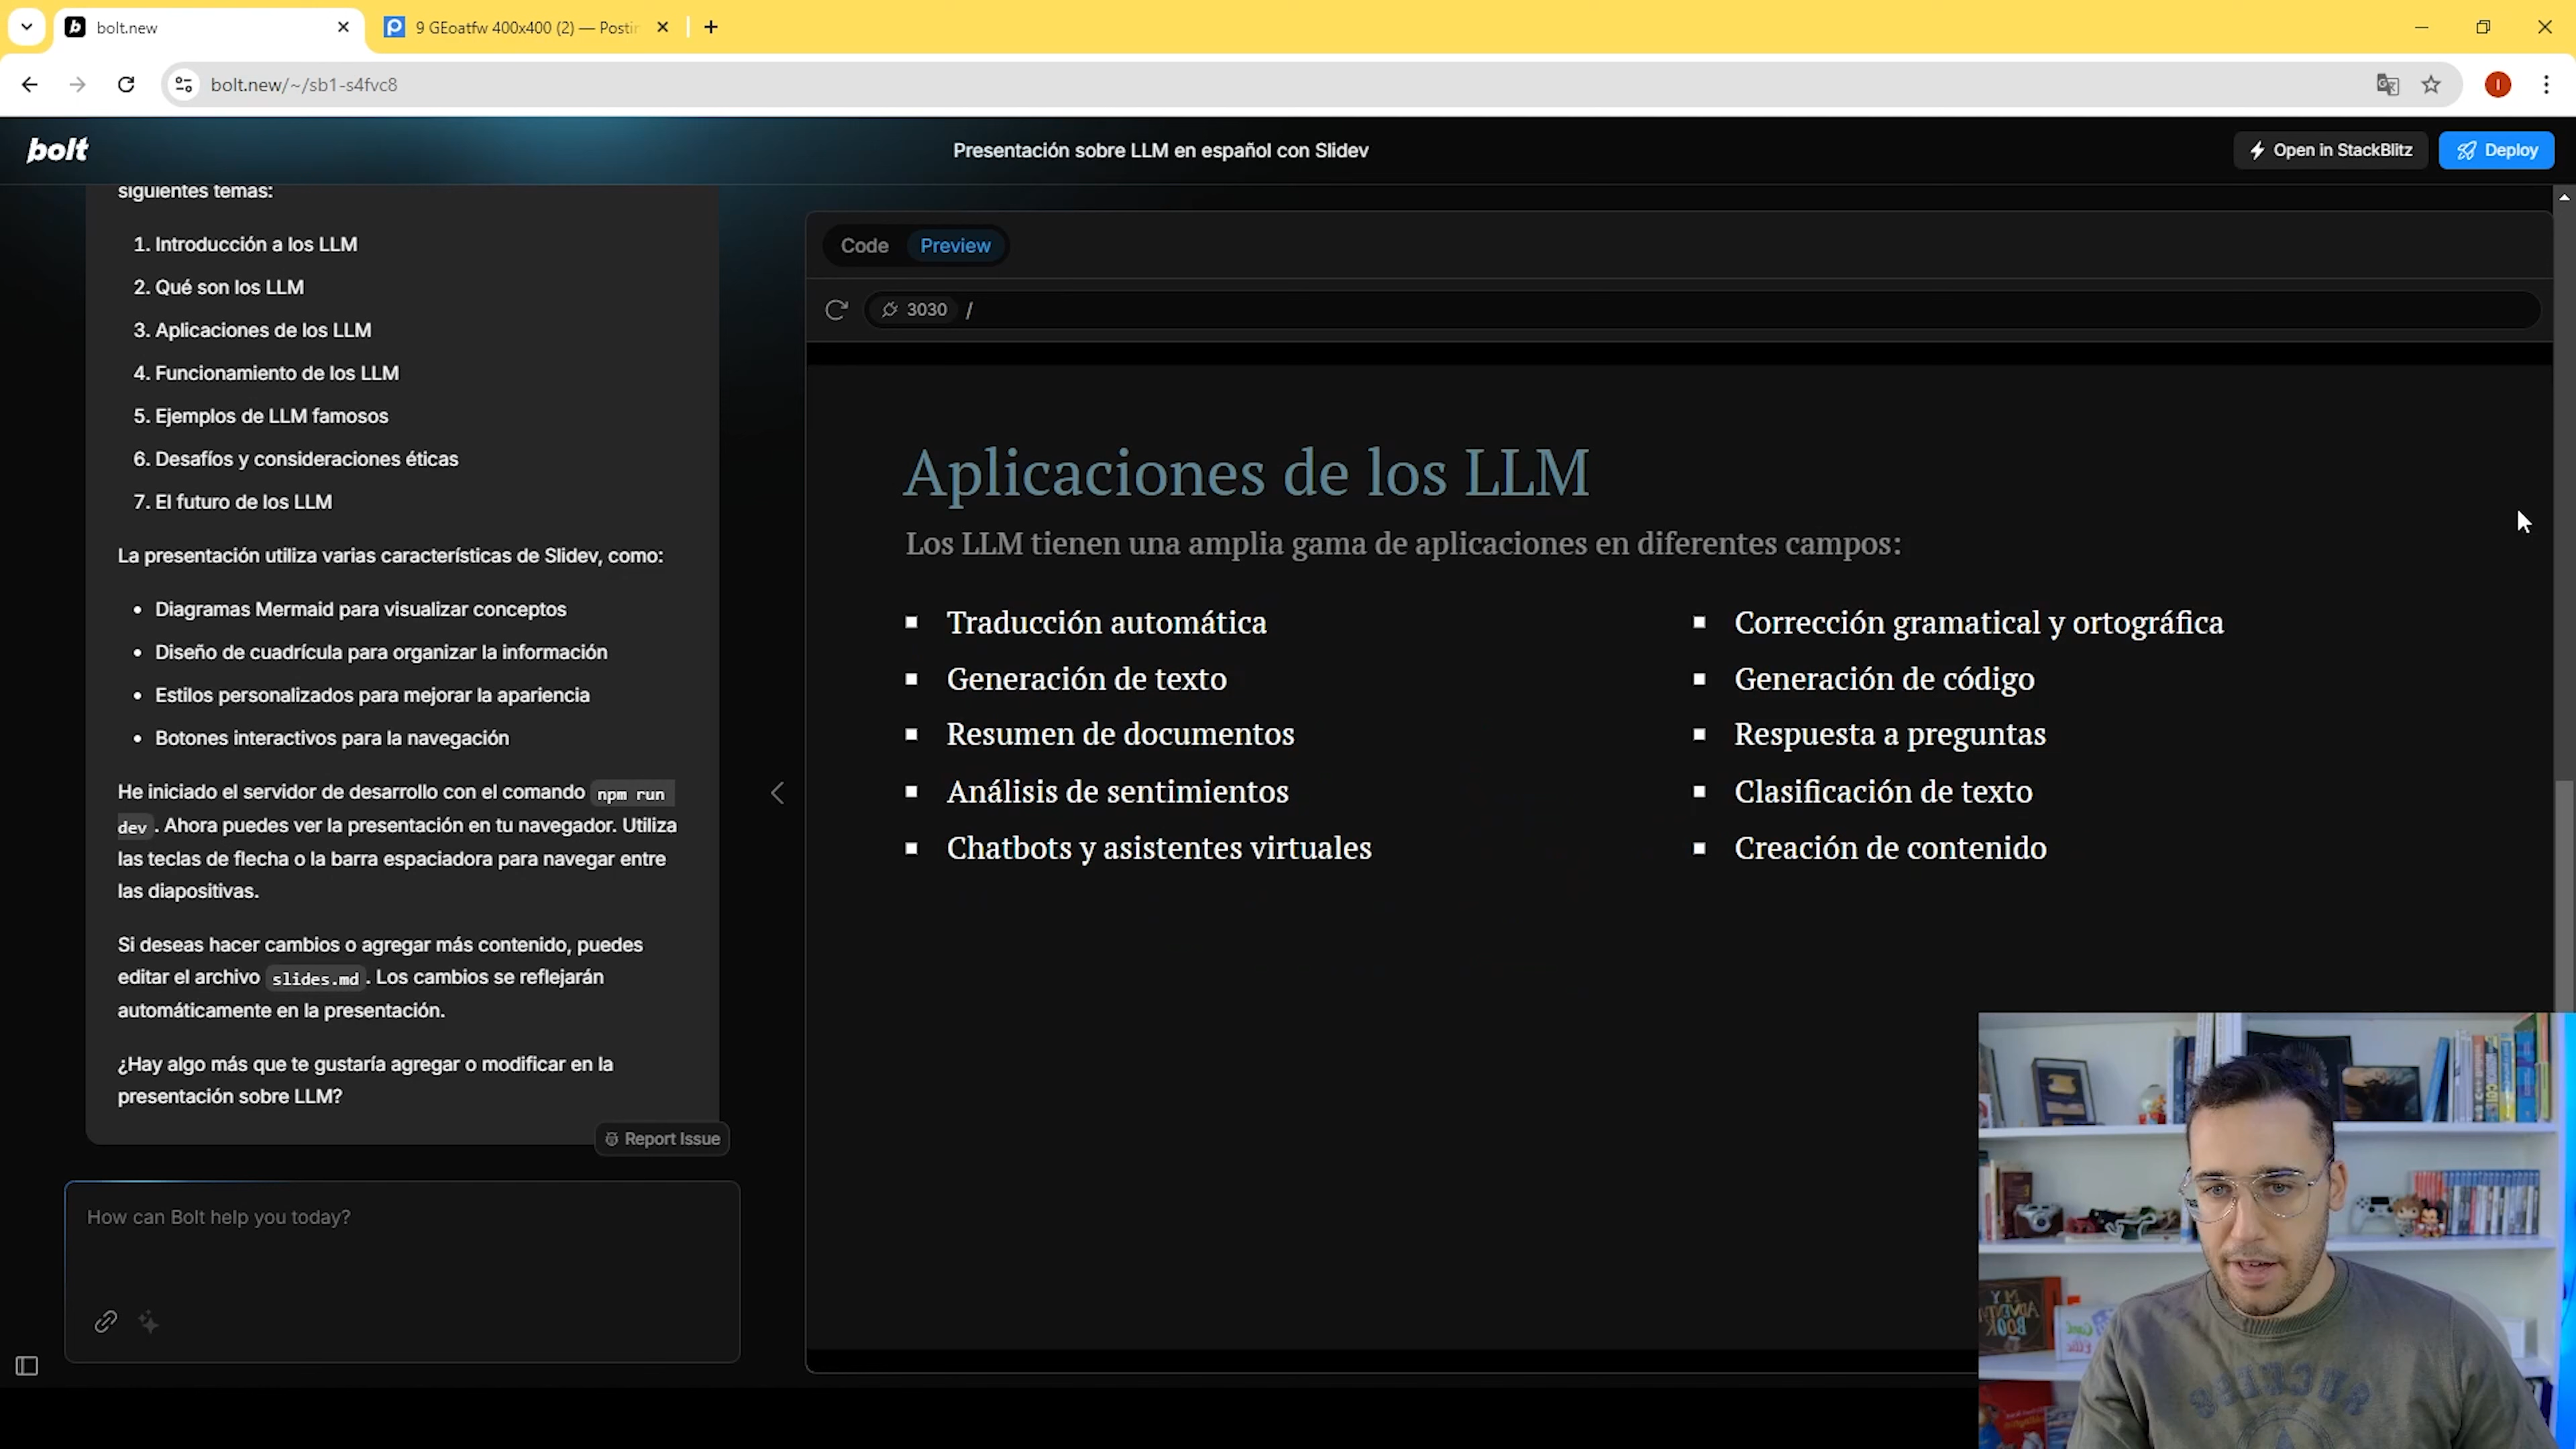 bolt.new
9 GEoatfw 400x400 (2) — Postir
bolt.new/~/sb1-s4fvc8
I
bolt
Presentación sobre LLM en español con Slidev
Open in StackBlitz
Deploy
siguientes temas:
1. Introducción a los LLM
2. Qué son los LLM
3. Aplicaciones de los LLM
4. Funcionamiento de los LLM
5. Ejemplos de LLM famosos
6. Desafíos y consideraciones éticas
7. El futuro de los LLM
La presentación utiliza varias características de Slidev, como:
• Diagramas Mermaid para visualizar conceptos
• Diseño de cuadrícula para organizar la información
• Estilos personalizados para mejorar la apariencia
• Botones interactivos para la navegación
He iniciado el servidor de desarrollo con el comando npm run
dev. Ahora puedes ver la presentación en tu navegador. Utiliza
las teclas de flecha o la barra espaciadora para navegar entre
las diapositivas.
Si deseas hacer cambios o agregar más contenido, puedes
editar el archivo slides.md. Los cambios se reflejarán
automáticamente en la presentación.
¿Hay algo más que te gustaría agregar o modificar en la
presentación sobre LLM?
Report Issue
How can Bolt help you today?
Code
Preview
3030 /
Aplicaciones de los LLM
Los LLM tienen una amplia gama de aplicaciones en diferentes campos:
▪ Traducción automática
▪ Generación de texto
▪ Resumen de documentos
▪ Análisis de sentimientos
▪ Chatbots y asistentes virtuales
▪ Corrección gramatical y ortográfica
▪ Generación de código
▪ Respuesta a preguntas
▪ Clasificación de texto
▪ Creación de contenido
MY
ADVENTURE
BOOK